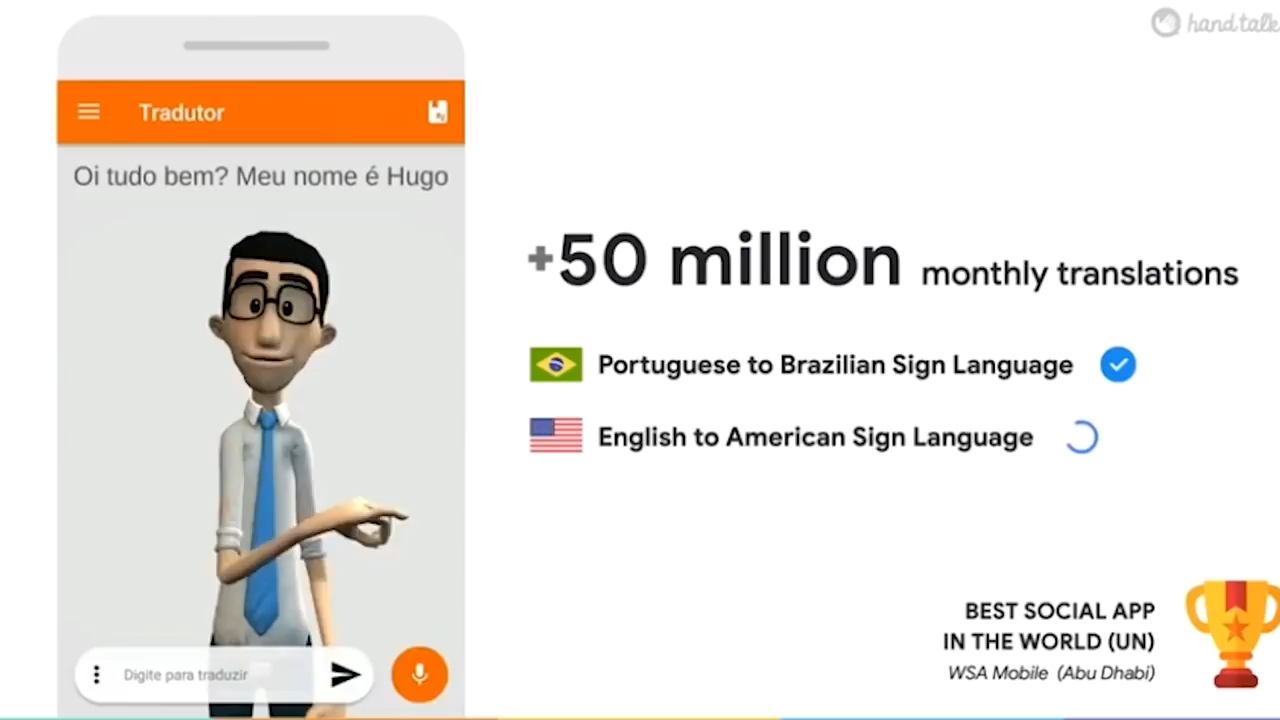 hand talk
Tradutor
Oi tudo bem? Meu nome é Hugo
+50 million monthly translations
Portuguese to Brazilian Sign Language
English to American Sign Language
BEST SOCIAL APP
IN THE WORLD (UN)
WSA Mobile (Abu Dhabi)
Digite para traduzir